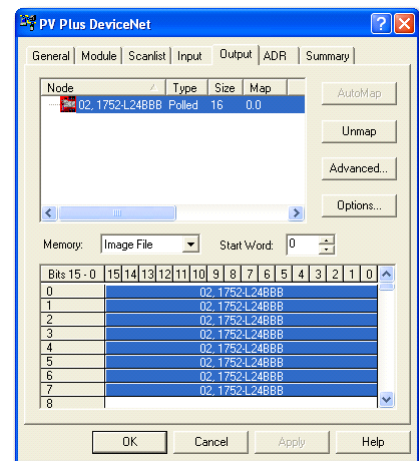 PV Plus DeviceNet
General Module Scanlist Input Output ADR Summary
Node Type Size Map
02, 1752-L24BBB Polled 16 0.0
AutoMap
Unmap
Advanced...
Options...
Memory: Image File Start Word: 0
Bits 15 - 0 15 14 13 12 11 10 9 8 7 6 5 4 3 2 1 0
0 02, 1752-L24BBB
1 02, 1752-L24BBB
2 02, 1752-L24BBB
3 02, 1752-L24BBB
4 02, 1752-L24BBB
5 02, 1752-L24BBB
6 02, 1752-L24BBB
7 02, 1752-L24BBB
8
OK Cancel Apply Help